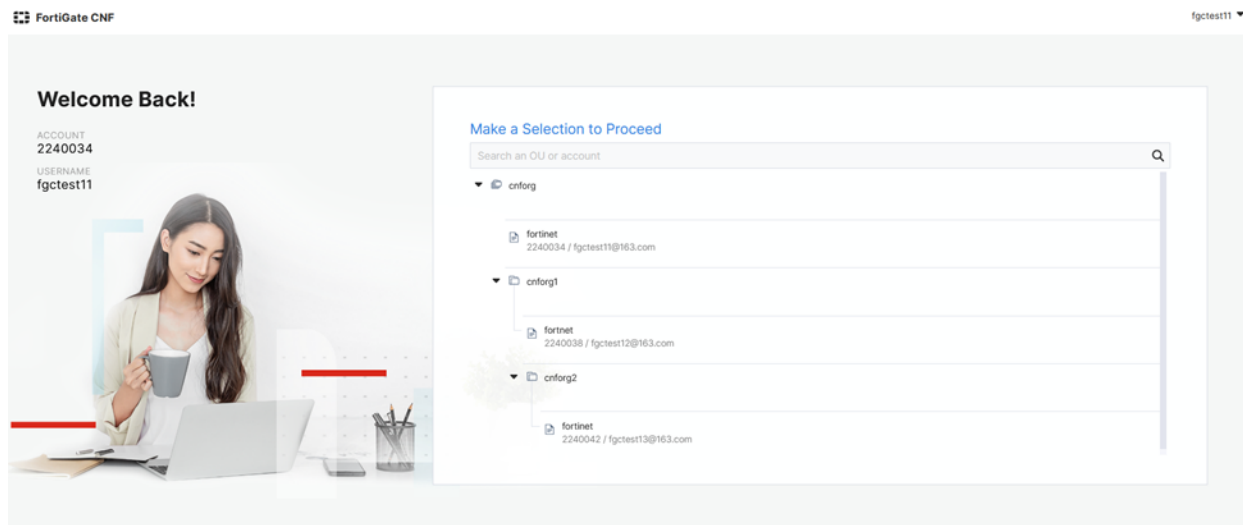 FortiGate CNF
fgctest11
Welcome Back!
ACCOUNT
2240034
USERNAME
fgctest11
Make a Selection to Proceed
Search an OU or account
cnforg
fortinet
2240034 / fgctest11@163.com
cnforg1
fortnet
2240038 / fgctest12@163.com
cnforg2
fortinet
2240042 / fgctest13@163.com